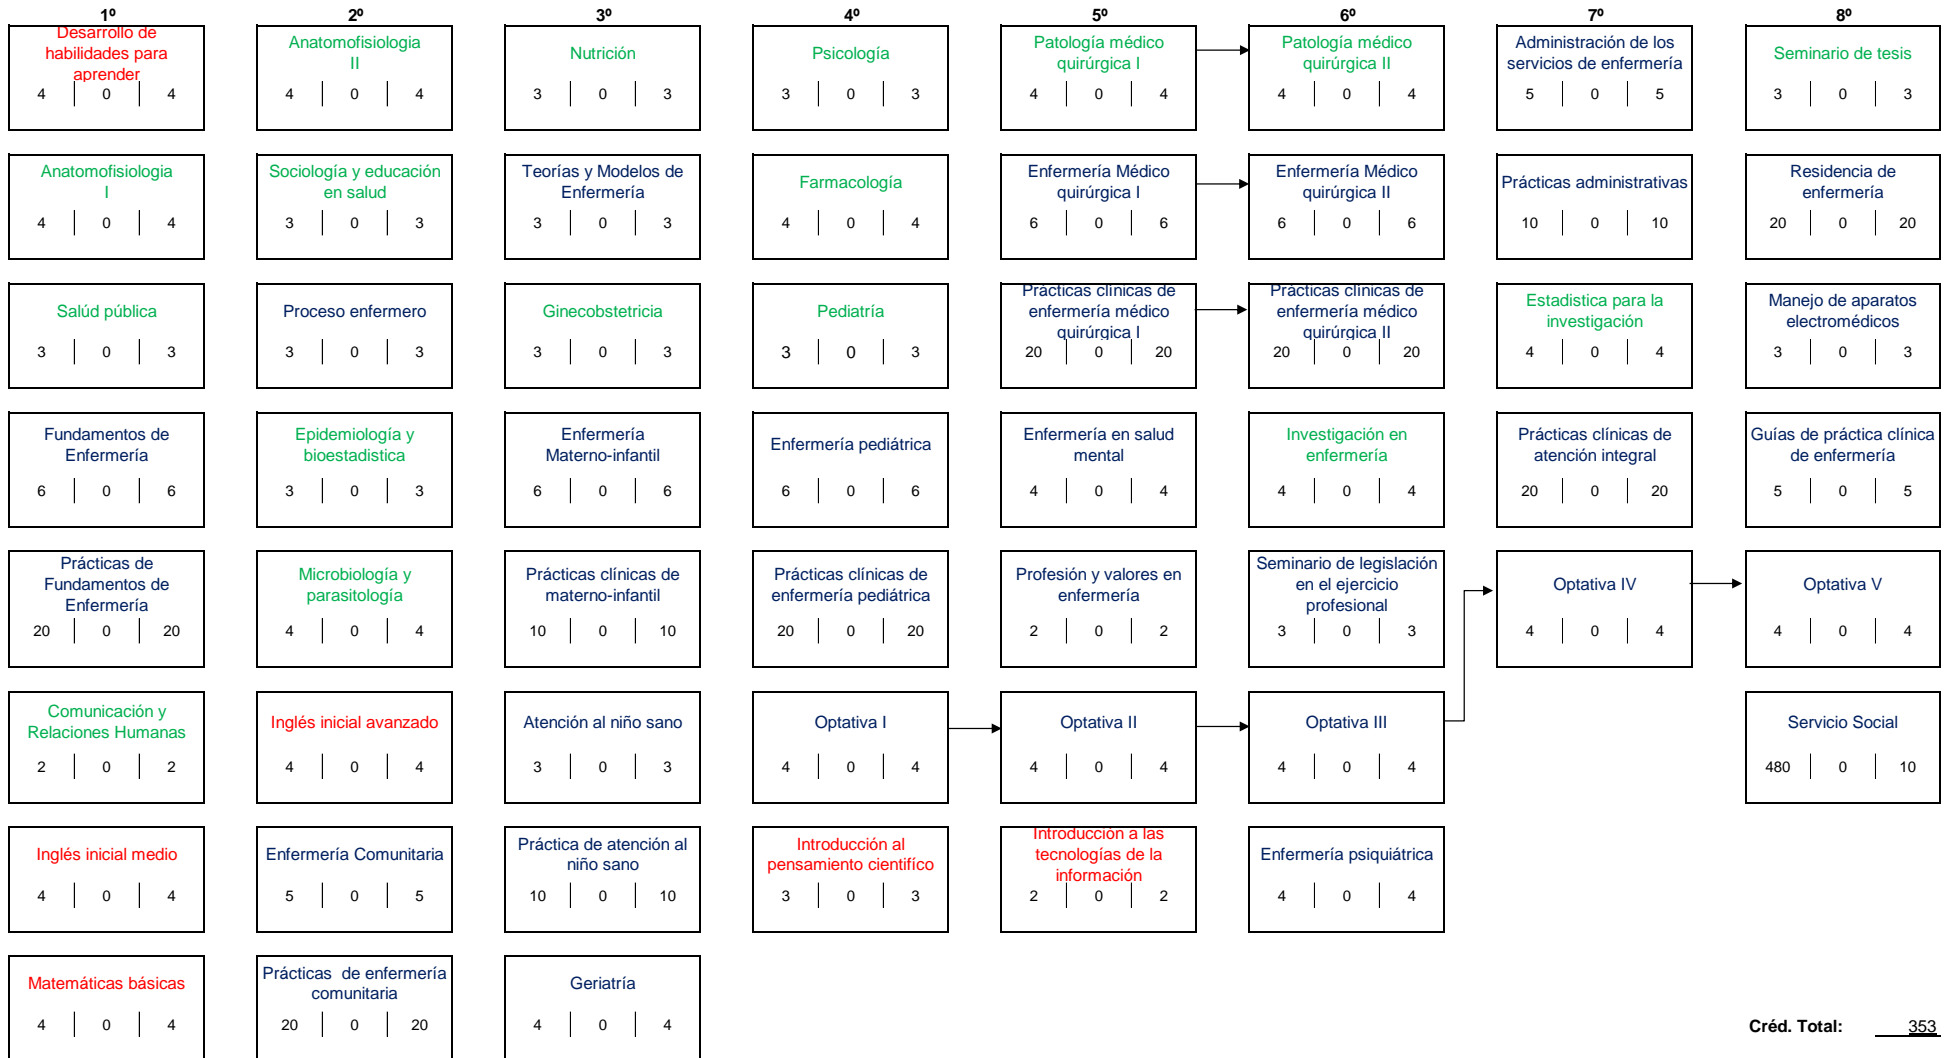 1º 2º 3º 4º 5º 6º 7º 8º
Desarrollo de
habilidades para
aprender
4 0 4
Anatomofisiologia
II
4 0 4
Nutrición
3 0 3
Psicología
3 0 3
Patología médico
quirúrgica I
4 0 4
Patología médico
quirúrgica II
4 0 4
Administración de los
servicios de enfermería
5 0 5
Seminario de tesis
3 0 3
Anatomofisiologia
I
4 0 4
Sociología y educación
en salud
3 0 3
Teorías y Modelos de
Enfermería
3 0 3
Farmacología
4 0 4
Enfermería Médico
quirúrgica I
6 0 6
Enfermería Médico
quirúrgica II
6 0 6
Prácticas administrativas
10 0 10
Residencia de
enfermería
20 0 20
Salúd pública
3 0 3
Proceso enfermero
3 0 3
Ginecobstetricia
3 0 3
Pediatría
3 0 3
Prácticas clínicas de
enfermería médico
quirúrgica I
20 0 20
Prácticas clínicas de
enfermería médico
quirúrgica II
20 0 20
Estadistica para la
investigación
4 0 4
Manejo de aparatos
electromédicos
3 0 3
Fundamentos de
Enfermería
6 0 6
Epidemiología y
bioestadistica
3 0 3
Enfermería
Materno-infantil
6 0 6
Enfermería pediátrica
6 0 6
Enfermería en salud
mental
4 0 4
Investigación en
enfermería
4 0 4
Prácticas clínicas de
atención integral
20 0 20
Guías de práctica clínica
de enfermería
5 0 5
Prácticas de
Fundamentos de
Enfermería
20 0 20
Microbiología y
parasitología
4 0 4
Prácticas clínicas de
materno-infantil
10 0 10
Prácticas clínicas de
enfermería pediátrica
20 0 20
Profesión y valores en
enfermería
2 0 2
Seminario de legislación
en el ejercicio
profesional
3 0 3
Optativa IV
4 0 4
Optativa V
4 0 4
Comunicación y
Relaciones Humanas
2 0 2
Inglés inicial avanzado
4 0 4
Atención al niño sano
3 0 3
Optativa I
4 0 4
Optativa II
4 0 4
Optativa III
4 0 4
Servicio Social
480 0 10
Inglés inicial medio
4 0 4
Enfermería Comunitaria
5 0 5
Práctica de atención al
niño sano
10 0 10
Introducción al
pensamiento científico
3 0 3
Introducción a las
tecnologías de la
información
2 0 2
Enfermería psiquiátrica
4 0 4
Matemáticas básicas
4 0 4
Prácticas de enfermería
comunitaria
20 0 20
Geriatría
4 0 4
Créd. Total: 353